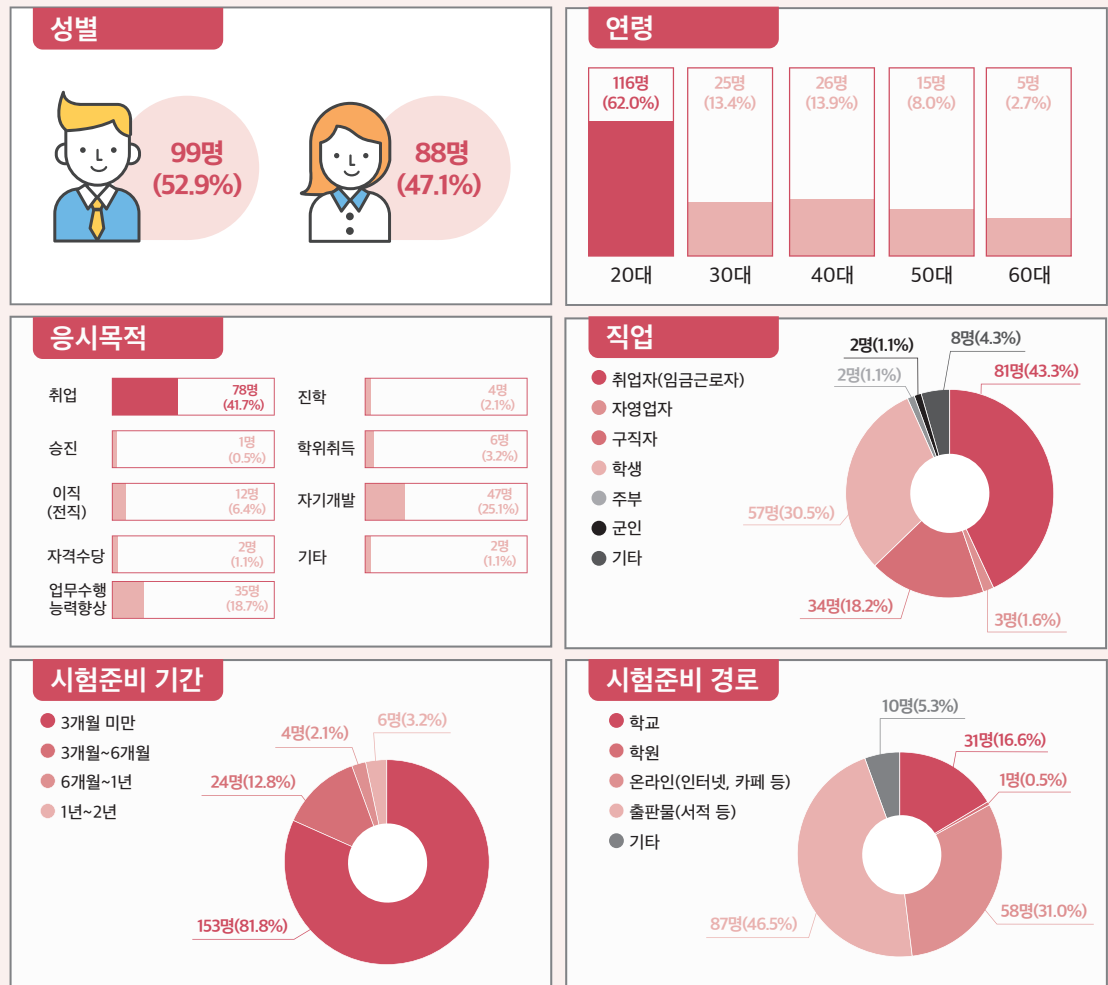 성별
99명
(52.9%)
88명
(47.1%)
연령
116명
(62.0%)
25명
(13.4%)
26명
(13.9%)
15명
(8.0%)
5명
(2.7%)
20대
30대
40대
50대
60대
응시목적
취업
78명
(41.7%)
승진
1명
(0.5%)
이직
(전직)
12명
(6.4%)
자격수당
2명
(1.1%)
업무수행
능력향상
35명
(18.7%)
진학
4명
(2.1%)
학위취득
6명
(3.2%)
자기개발
47명
(25.1%)
기타
2명
(1.1%)
직업
취업자(임금근로자)
자영업자
구직자
학생
주부
군인
기타
2명(1.1%)
8명(4.3%)
2명(1.1%)
81명(43.3%)
57명(30.5%)
34명(18.2%)
3명(1.6%)
시험준비 기간
3개월 미만
3개월~6개월
6개월~1년
1년~2년
6명(3.2%)
4명(2.1%)
24명(12.8%)
153명(81.8%)
시험준비 경로
학교
학원
온라인(인터넷, 카페 등)
출판물(서적 등)
기타
10명(5.3%)
31명(16.6%)
1명(0.5%)
58명(31.0%)
87명(46.5%)